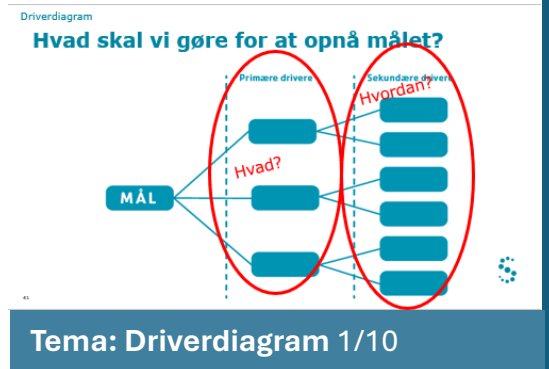 Driverdiagram
Hvad skal vi gøre for at opnå målet?
Primære drivere
Sekundære drivere
Hvordan?
Hvad?
MÅL
41
Tema: Driverdiagram 1/10